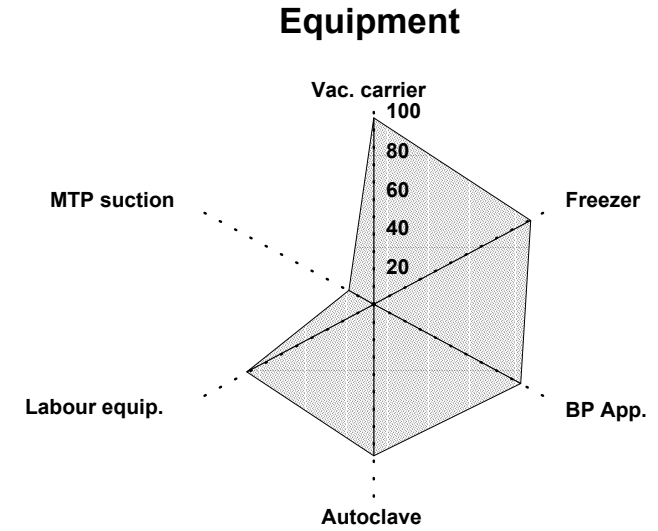 Equipment
Vac. carrier
100
80
60
40
20
MTP suction
Freezer
Labour equip.
BP App.
Autoclave